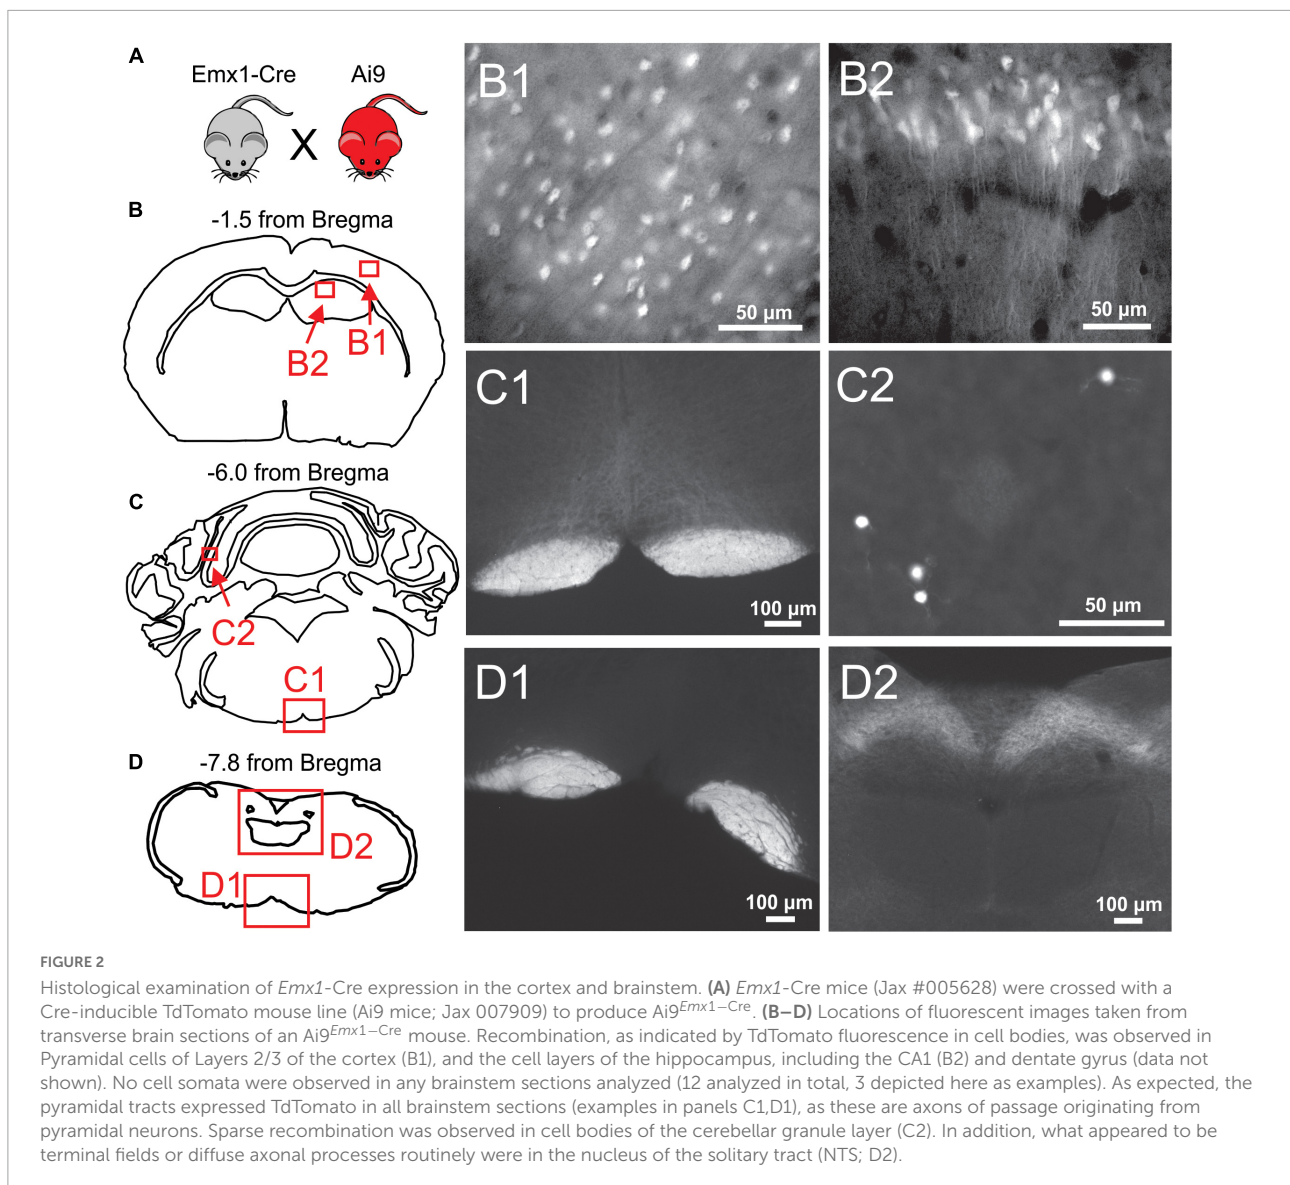 A
Emx1-Cre
Ai9
X
B
-1.5 from Bregma
B2
B1
-6.0 from Bregma
C
C2
C1
-7.8 from Bregma
D
D2
D1
B1
50 µm
B2
50 µm
C1
100 µm
C2
50 µm
D1
100 µm
D2
100 µm
FIGURE 2
Histological examination of Emx1-Cre expression in the cortex and brainstem. (A) Emx1-Cre mice (Jax #005628) were crossed with a
Cre-inducible TdTomato mouse line (Ai9 mice; Jax 007909) to produce Ai9Emx1−Cre. (B–D) Locations of fluorescent images taken from
transverse brain sections of an Ai9Emx1−Cre mouse. Recombination, as indicated by TdTomato fluorescence in cell bodies, was observed in
Pyramidal cells of Layers 2/3 of the cortex (B1), and the cell layers of the hippocampus, including the CA1 (B2) and dentate gyrus (data not
shown). No cell somata were observed in any brainstem sections analyzed (12 analyzed in total, 3 depicted here as examples). As expected, the
pyramidal tracts expressed TdTomato in all brainstem sections (examples in panels C1,D1), as these are axons of passage originating from
pyramidal neurons. Sparse recombination was observed in cell bodies of the cerebellar granule layer (C2). In addition, what appeared to be
terminal fields or diffuse axonal processes routinely were in the nucleus of the solitary tract (NTS; D2).